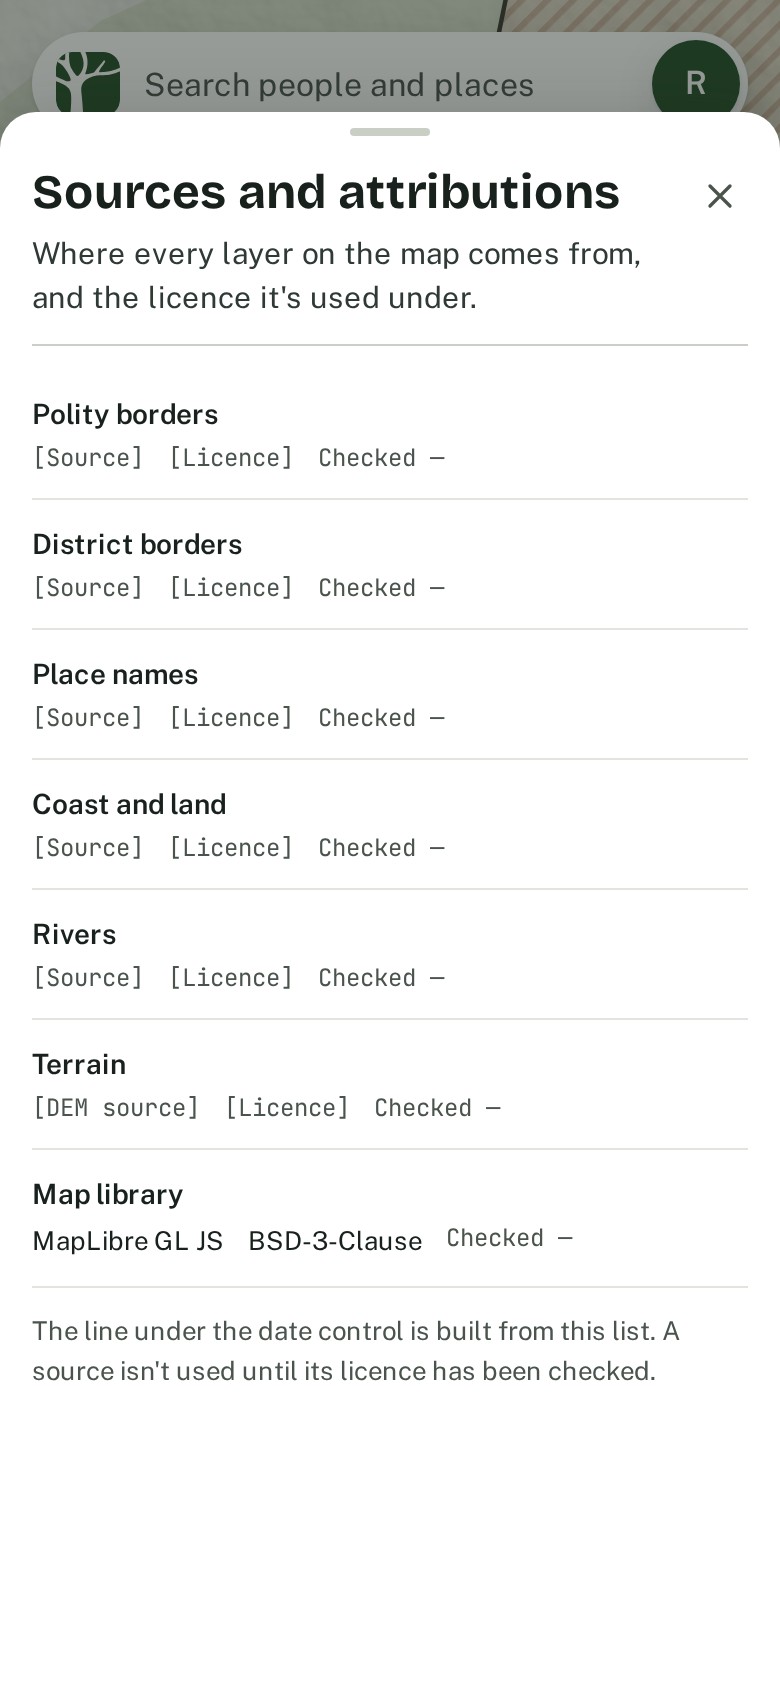 Search people and places
R
Sources and attributions
Where every layer on the map comes from,
and the licence it's used under.
Polity borders
[Source] [Licence] Checked —
District borders
[Source] [Licence] Checked —
Place names
[Source] [Licence] Checked —
Coast and land
[Source] [Licence] Checked —
Rivers
[Source] [Licence] Checked —
Terrain
[DEM source] [Licence] Checked —
Map library
MapLibre GL JS BSD-3-Clause Checked —
The line under the date control is built from this list. A
source isn't used until its licence has been checked.